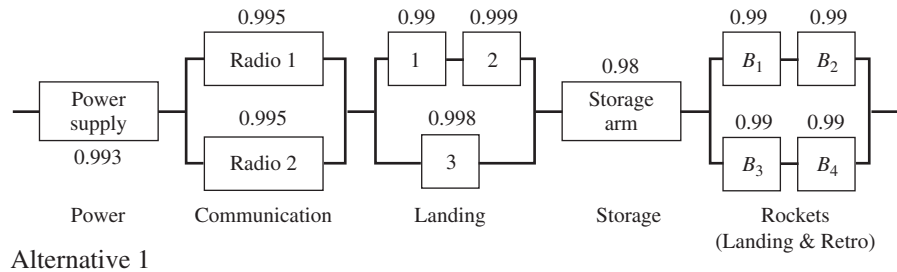 0.995 0.99 0.999 0.99 0.99
Radio 1 1 2 0.98 B₁ B₂
Power supply Storage arm
0.995 0.998 0.99 0.99
0.993 Radio 2 3 B₃ B₄
Power Communication Landing Storage Rockets
(Landing & Retro)
Alternative 1